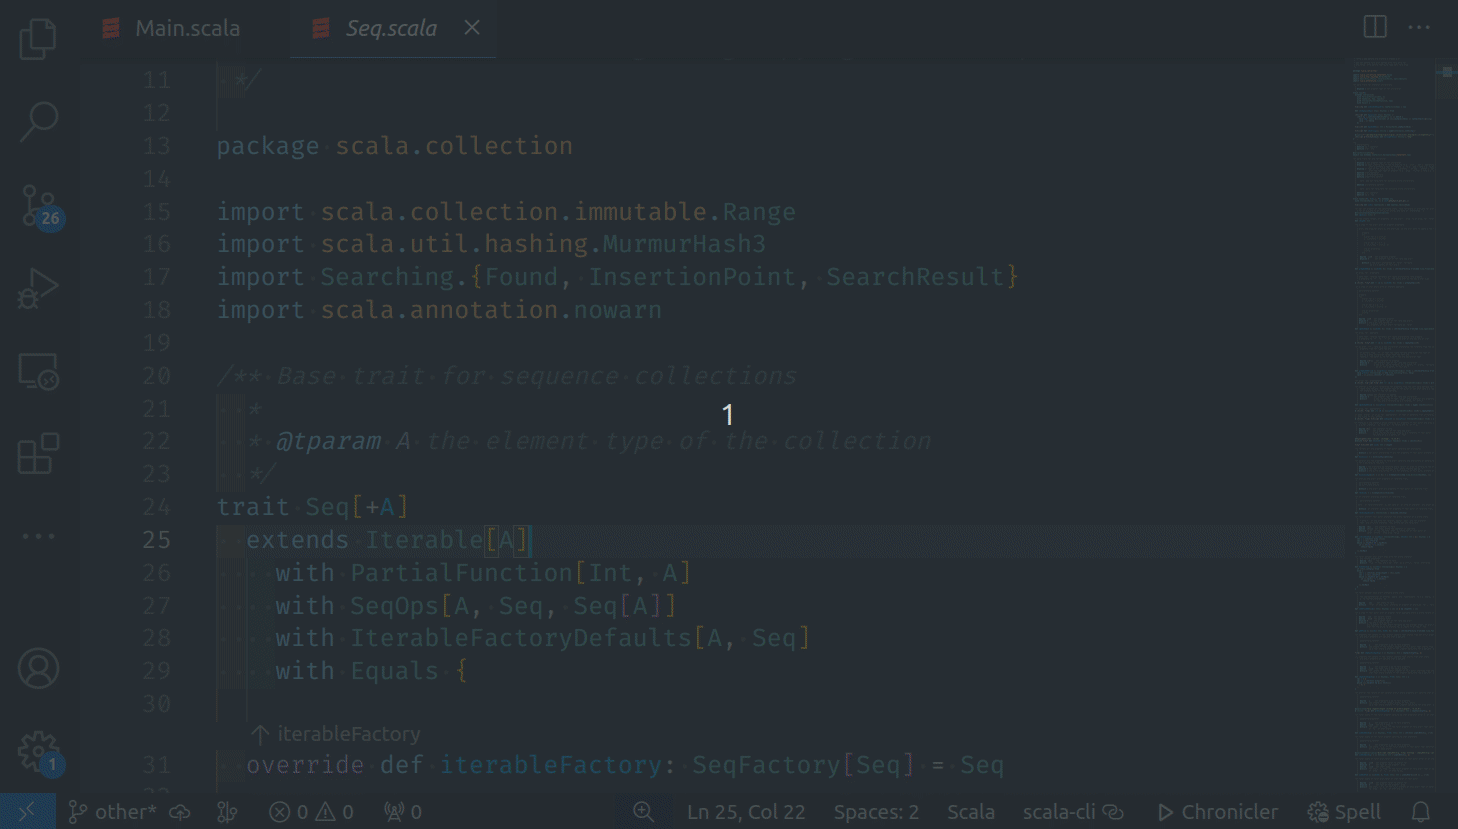 Main.scala
Seq.scala
11 */
12
13 package scala.collection
14
15 import scala.collection.immutable.Range
16 import scala.util.hashing.MurmurHash3
17 import Searching.{Found, InsertionPoint, SearchResult}
18 import scala.annotation.nowarn
19
20 /** Base trait for sequence collections
21 *
22 * @tparam A the element type of the collection
23 */
24 trait Seq[+A]
25 extends Iterable[A]
26 with PartialFunction[Int, A]
27 with SeqOps[A, Seq, Seq[A]]
28 with IterableFactoryDefaults[A, Seq]
29 with Equals {
30
iterableFactory
31 override def iterableFactory: SeqFactory[Seq] = Seq
1
26
1
other* 0 0 0 Ln 25, Col 22 Spaces: 2 Scala scala-cli Chronicler Spell